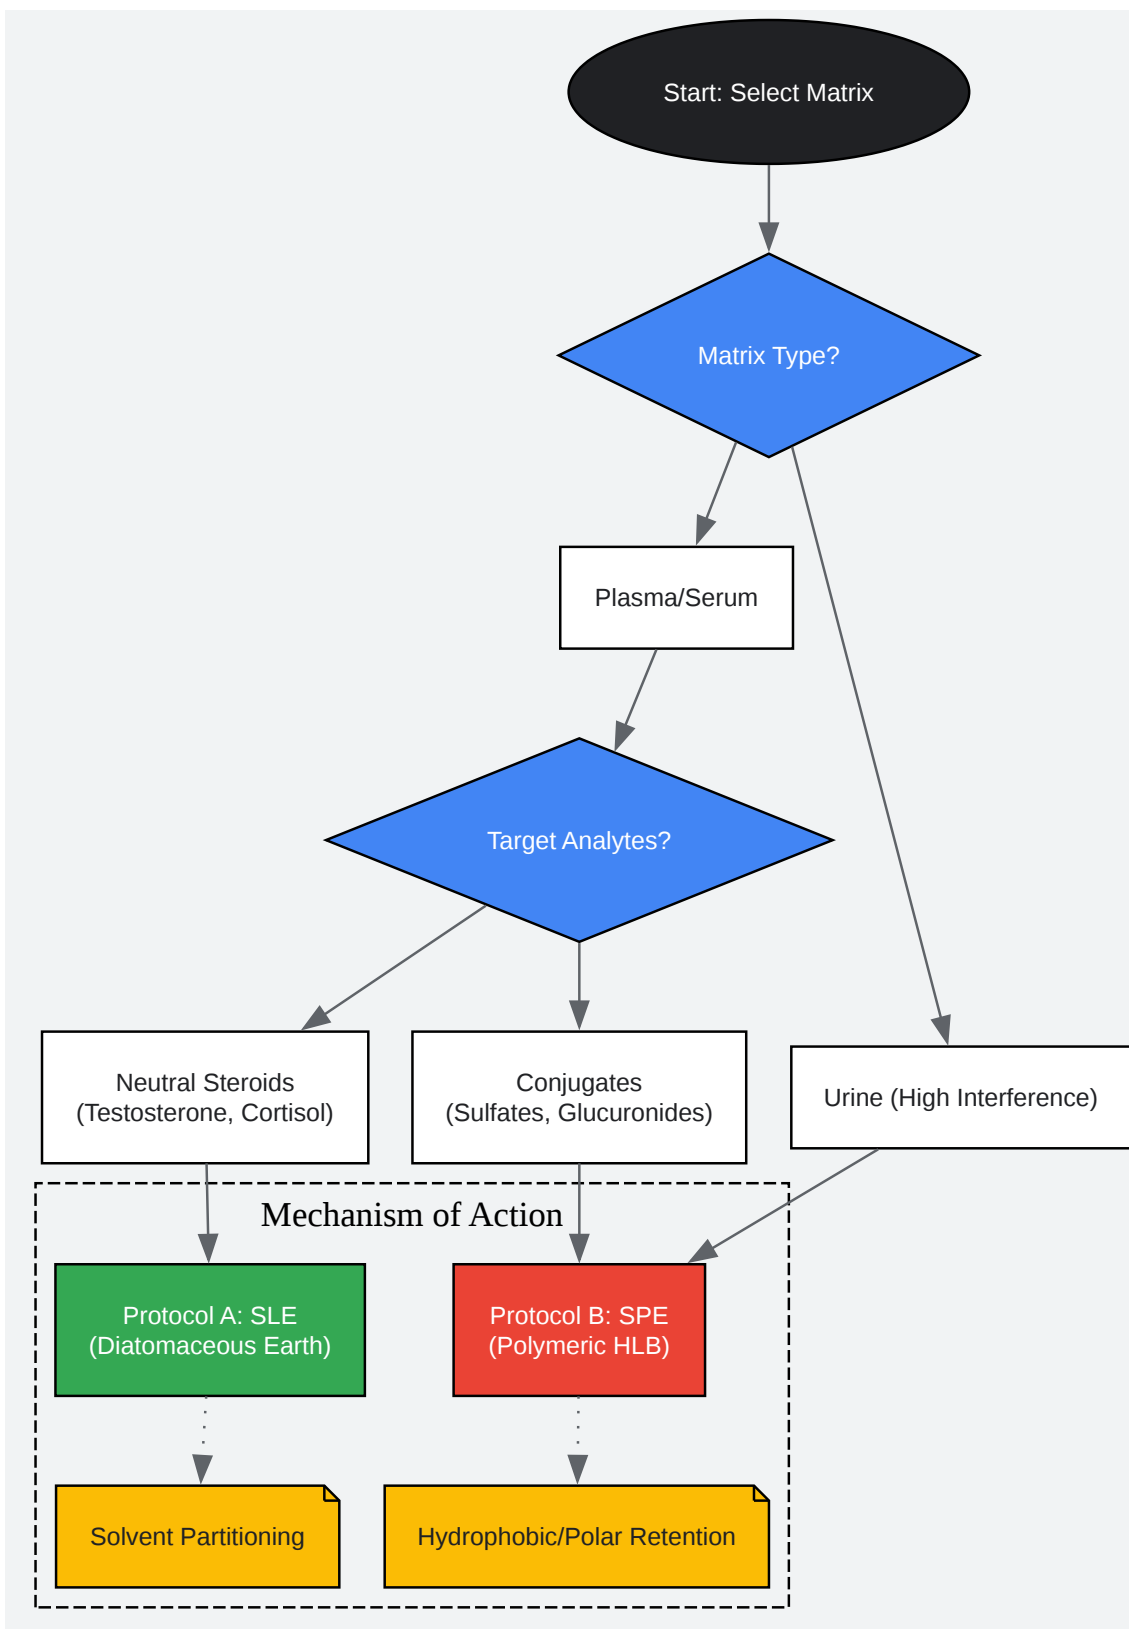 Start: Select Matrix
Matrix Type?
Plasma/Serum
Target Analytes?
Neutral Steroids
(Testosterone, Cortisol)
Conjugates
(Sulfates, Glucuronides)
Urine (High Interference)
Mechanism of Action
Protocol A: SLE
(Diatomaceous Earth)
Protocol B: SPE
(Polymeric HLB)
Solvent Partitioning
Hydrophobic/Polar Retention